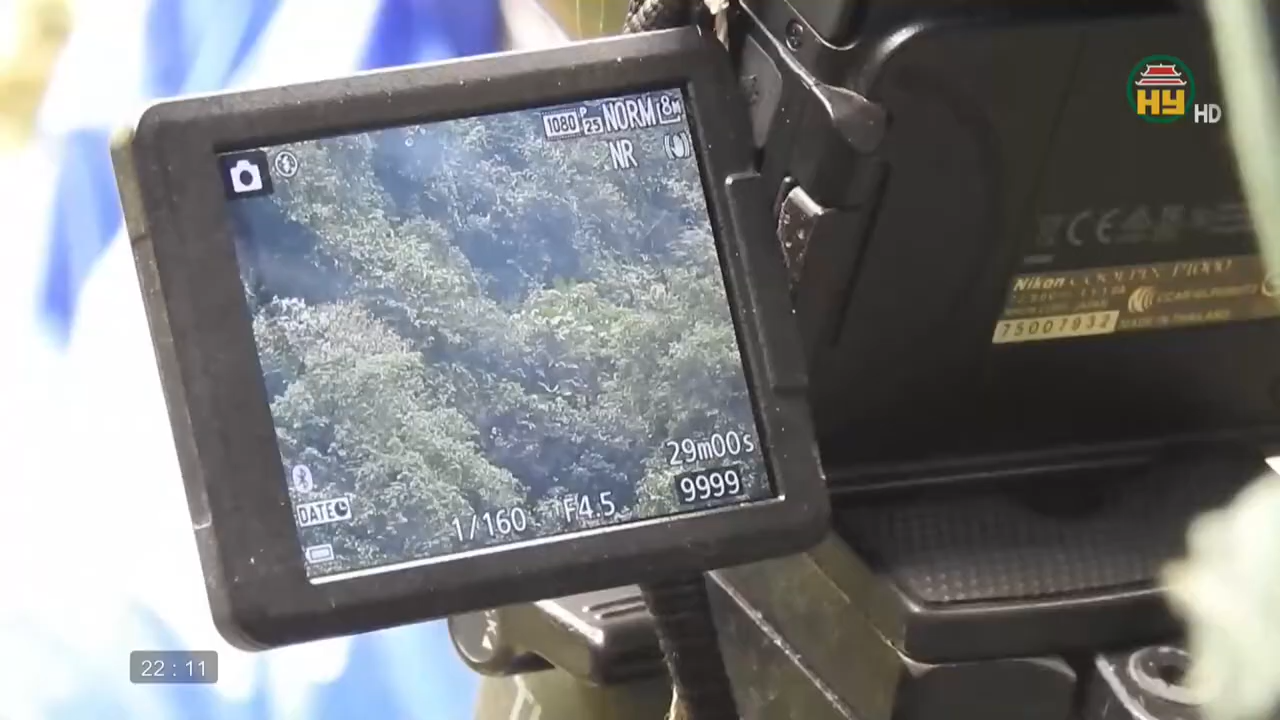 HY HD
1080 P 25 NORM 8M
NR
Nikon COOLPIX P1000
75007932
MADE IN THAILAND
29m00s
9999
DATE
1/160 F4.5
22 : 11